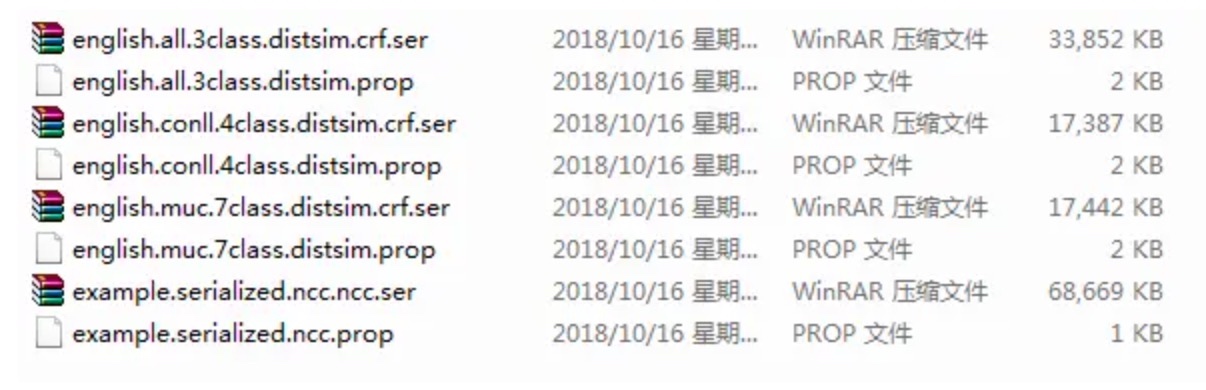 english.all.3class.distsim.crf.ser 2018/10/16 星期... WinRAR 压缩文件 33,852 KB
english.all.3class.distsim.prop 2018/10/16 星期... PROP 文件 2 KB
english.conll.4class.distsim.crf.ser 2018/10/16 星期... WinRAR 压缩文件 17,387 KB
english.conll.4class.distsim.prop 2018/10/16 星期... PROP 文件 2 KB
english.muc.7class.distsim.crf.ser 2018/10/16 星期... WinRAR 压缩文件 17,442 KB
english.muc.7class.distsim.prop 2018/10/16 星期... PROP 文件 2 KB
example.serialized.ncc.ncc.ser 2018/10/16 星期... WinRAR 压缩文件 68,669 KB
example.serialized.ncc.prop 2018/10/16 星期... PROP 文件 1 KB